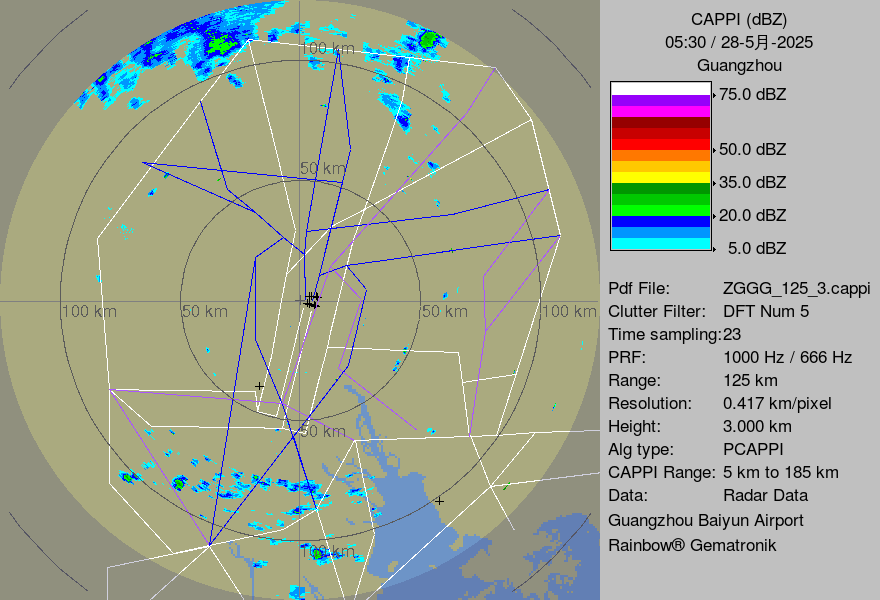 CAPPI (dBZ)
05:30 / 28-5月-2025
Guangzhou
75.0 dBZ
50.0 dBZ
35.0 dBZ
20.0 dBZ
5.0 dBZ
Pdf File: ZGGG_125_3.cappi
Clutter Filter: DFT Num 5
Time sampling:23
PRF: 1000 Hz / 666 Hz
Range: 125 km
Resolution: 0.417 km/pixel
Height: 3.000 km
Alg type: PCAPPI
CAPPI Range: 5 km to 185 km
Data: Radar Data
Guangzhou Baiyun Airport
Rainbow® Gematronik
100 km
50 km
100 km
50 km
50 km
100 km
50 km
100 km